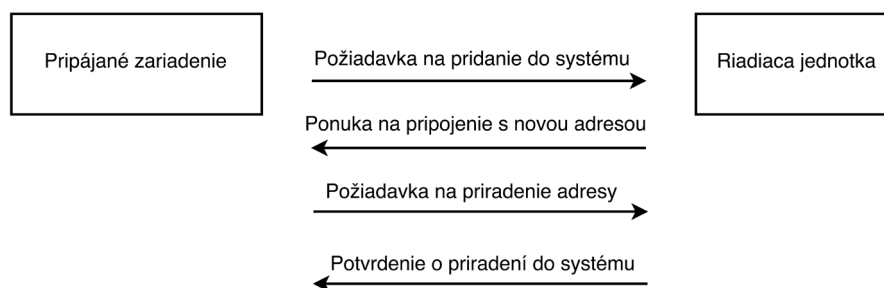 Pripájané zariadenie
Požiadavka na pridanie do systému
Riadiaca jednotka
Ponuka na pripojenie s novou adresou
Požiadavka na priradenie adresy
Potvrdenie o priradení do systému